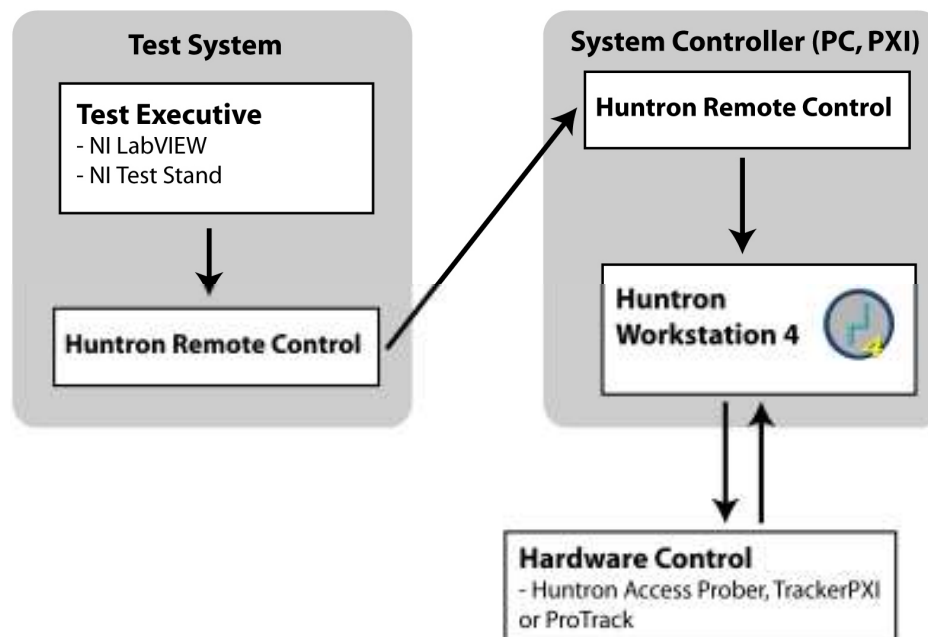 Test System
Test Executive
- NI LabVIEW
- NI Test Stand
Huntron Remote Control
System Controller (PC, PXI)
Huntron Remote Control
Huntron
Workstation 4
Hardware Control
- Huntron Access Prober, TrackerPXI
or ProTrack